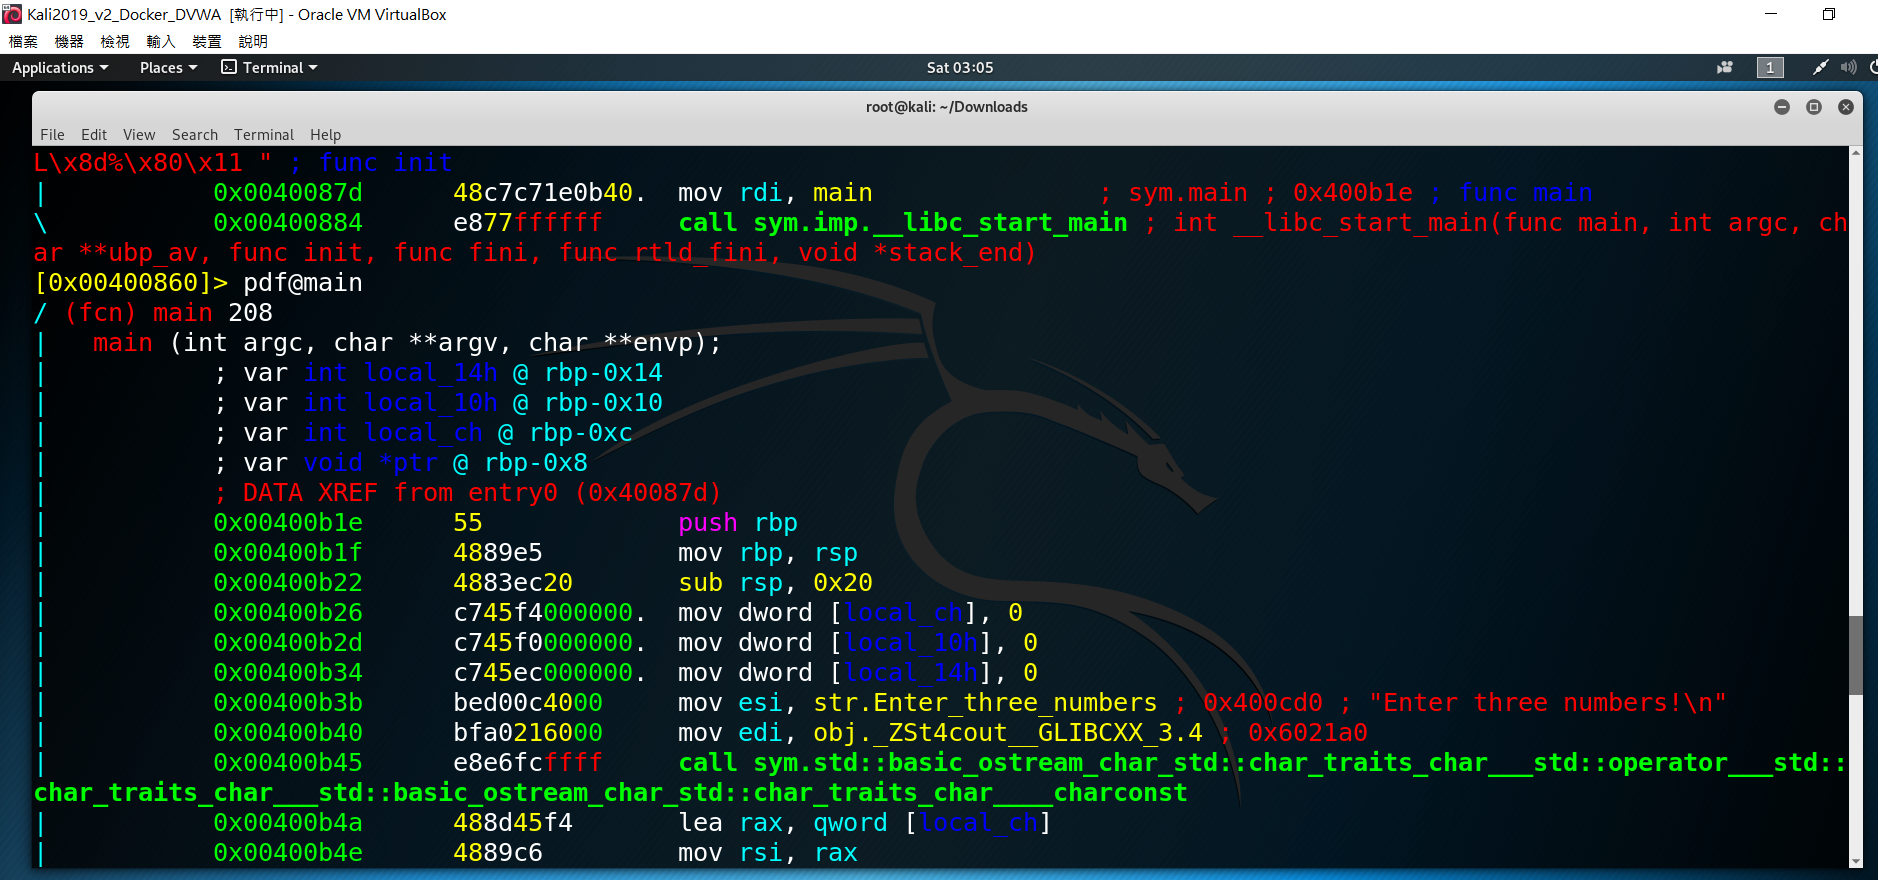 Kali2019_v2_Docker_DVWA [執行中] - Oracle VM VirtualBox
檔案 機器 檢視 輸入 裝置 說明
Applications Places Terminal Sat 03:05 1
root@kali: ~/Downloads
File Edit View Search Terminal Help
L\x8d%\x80\x11 " ; func init
| 0x0040087d 48c7c71e0b40. mov rdi, main ; sym.main ; 0x400b1e ; func main
\ 0x00400884 e877ffffff call sym.imp.__libc_start_main ; int __libc_start_main(func main, int argc, ch
ar **ubp_av, func init, func fini, func rtld_fini, void *stack_end)
[0x00400860]> pdf@main
/ (fcn) main 208
| main (int argc, char **argv, char **envp);
| ; var int local_14h @ rbp-0x14
| ; var int local_10h @ rbp-0x10
| ; var int local_ch @ rbp-0xc
| ; var void *ptr @ rbp-0x8
| ; DATA XREF from entry0 (0x40087d)
| 0x00400b1e 55 push rbp
| 0x00400b1f 4889e5 mov rbp, rsp
| 0x00400b22 4883ec20 sub rsp, 0x20
| 0x00400b26 c745f4000000. mov dword [local_ch], 0
| 0x00400b2d c745f0000000. mov dword [local_10h], 0
| 0x00400b34 c745ec000000. mov dword [local_14h], 0
| 0x00400b3b bed00c4000 mov esi, str.Enter_three_numbers ; 0x400cd0 ; "Enter three numbers!\n"
| 0x00400b40 bfa0216000 mov edi, obj._ZSt4cout__GLIBCXX_3.4 ; 0x6021a0
| 0x00400b45 e8e6fcffff call sym.std::basic_ostream_char_std::char_traits_char___std::operator___std::
char_traits_char___std::basic_ostream_char_std::char_traits_char____charconst
| 0x00400b4a 488d45f4 lea rax, qword [local_ch]
| 0x00400b4e 4889c6 mov rsi, rax